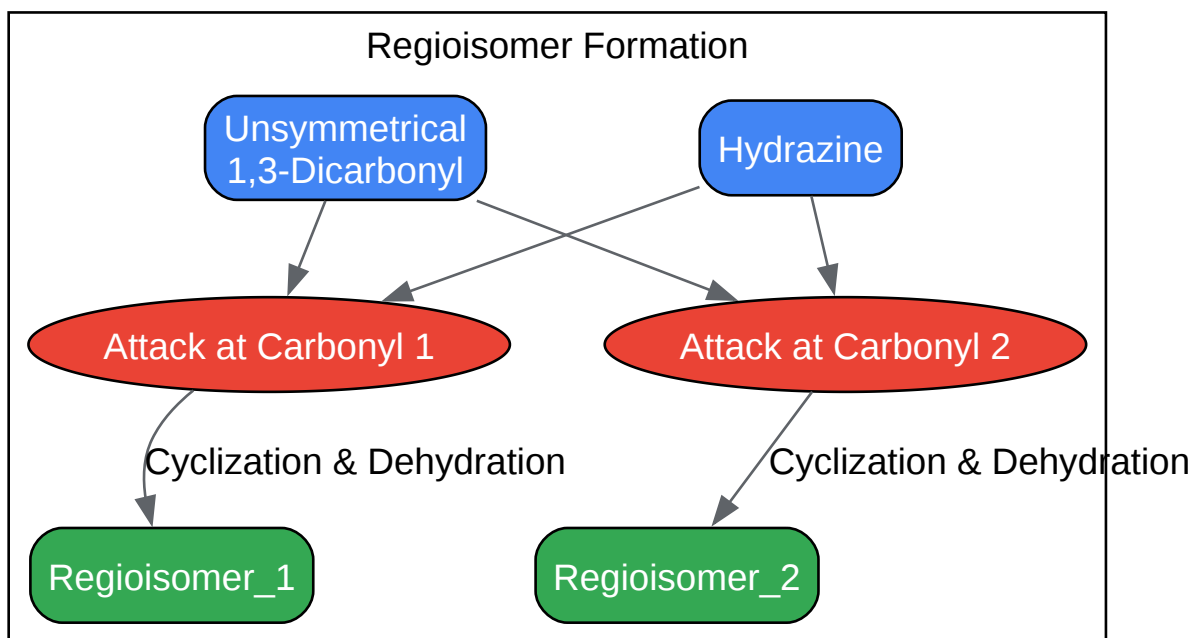 Regioisomer Formation
Unsymmetrical
1,3-Dicarbonyl
Hydrazine
Attack at Carbonyl 1
Attack at Carbonyl 2
Cyclization & Dehydration
Cyclization & Dehydration
Regioisomer_1
Regioisomer_2